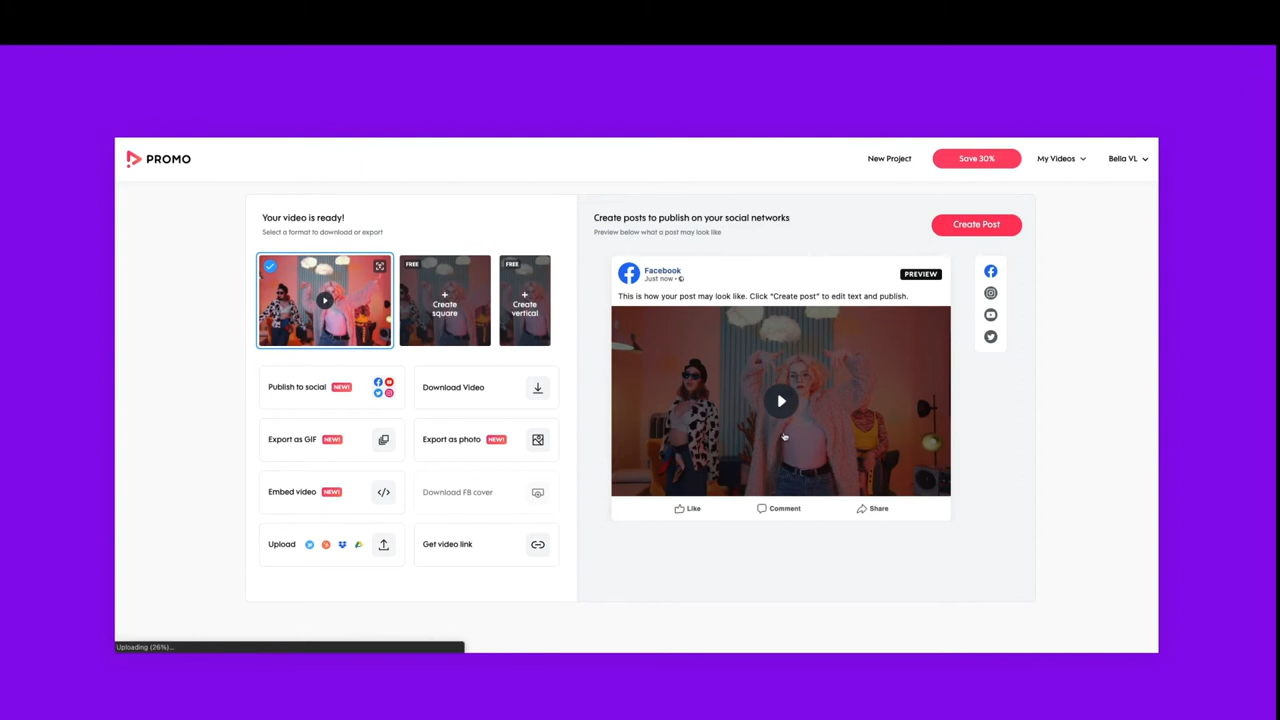 PROMO
New Project
Save 30%
My Videos
Bella VL
Your video is ready!
Select a format to download or export
FREE
+
Create
square
FREE
+
Create
vertical
Publish to social NEW!
Download Video
Export as GIF NEW!
Export as photo NEW!
Embed video NEW!
</>
Download FB cover
Upload
Get video link
Create posts to publish on your social networks
Preview below what a post may look like
Create Post
Facebook
Just now •
PREVIEW
This is how your post may look like. Click "Create post" to edit text and publish.
Like
Comment
Share
Uploading (26%)...